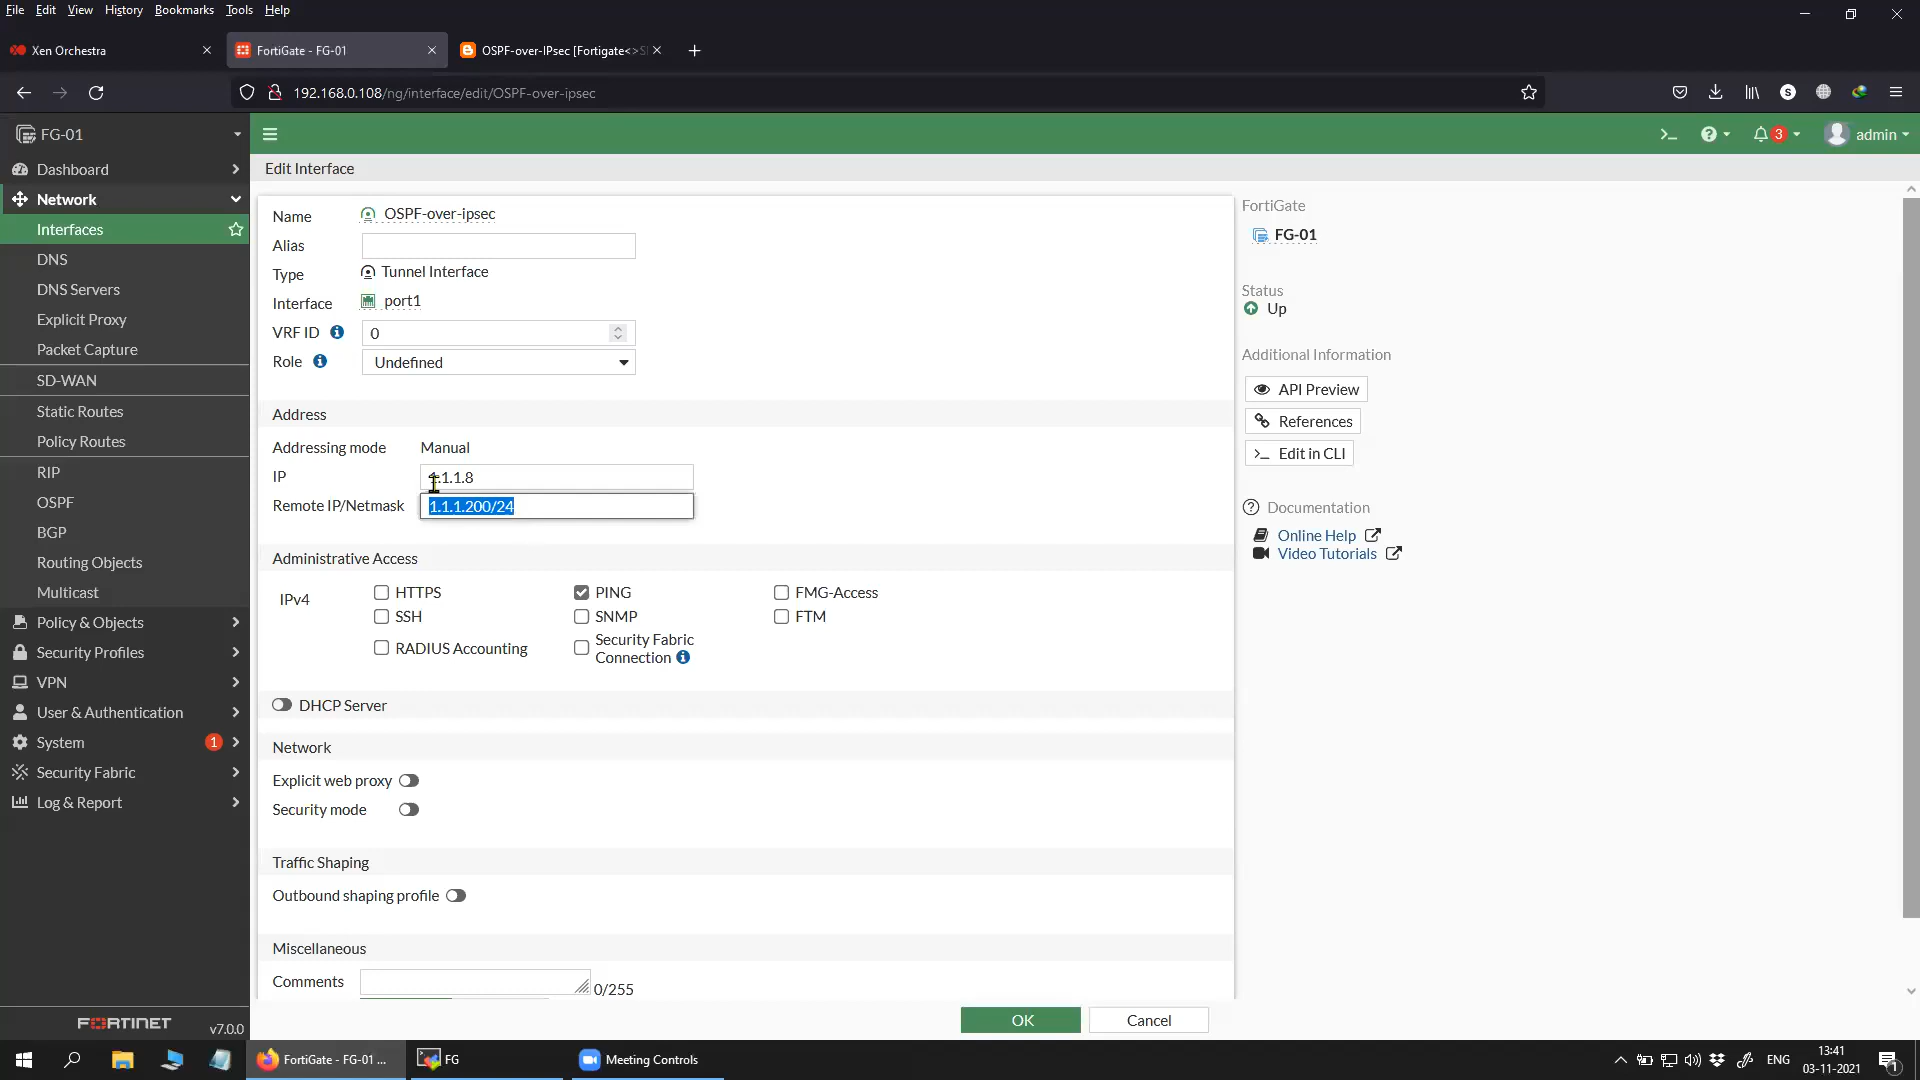 File Edit View History Bookmarks Tools Help
Xen Orchestra
FortiGate - FG-01
OSPF-over-IPsec [Fortigate<>S
192.168.0.108/ng/interface/edit/OSPF-over-ipsec
FG-01
3
admin
Dashboard
Network
Interfaces
DNS
DNS Servers
Explicit Proxy
Packet Capture
SD-WAN
Static Routes
Policy Routes
RIP
OSPF
BGP
Routing Objects
Multicast
Policy & Objects
Security Profiles
VPN
User & Authentication
System 1
Security Fabric
Log & Report
FORTINET v7.0.0
Edit Interface
Name OSPF-over-ipsec
Alias
Type Tunnel Interface
Interface port1
VRF ID 0
Role Undefined
Address
Addressing mode Manual
IP 1.1.1.8
Remote IP/Netmask 1.1.1.200/24
Administrative Access
IPv4
HTTPS PING FMG-Access
SSH SNMP FTM
RADIUS Accounting Security Fabric
Connection
DHCP Server
Network
Explicit web proxy
Security mode
Traffic Shaping
Outbound shaping profile
Miscellaneous
Comments 0/255
OK Cancel
FortiGate
FG-01
Status
Up
Additional Information
API Preview
References
>_ Edit in CLI
Documentation
Online Help
Video Tutorials
FortiGate - FG-01 ...
FG
Meeting Controls
ENG
13:41
03-11-2021
1